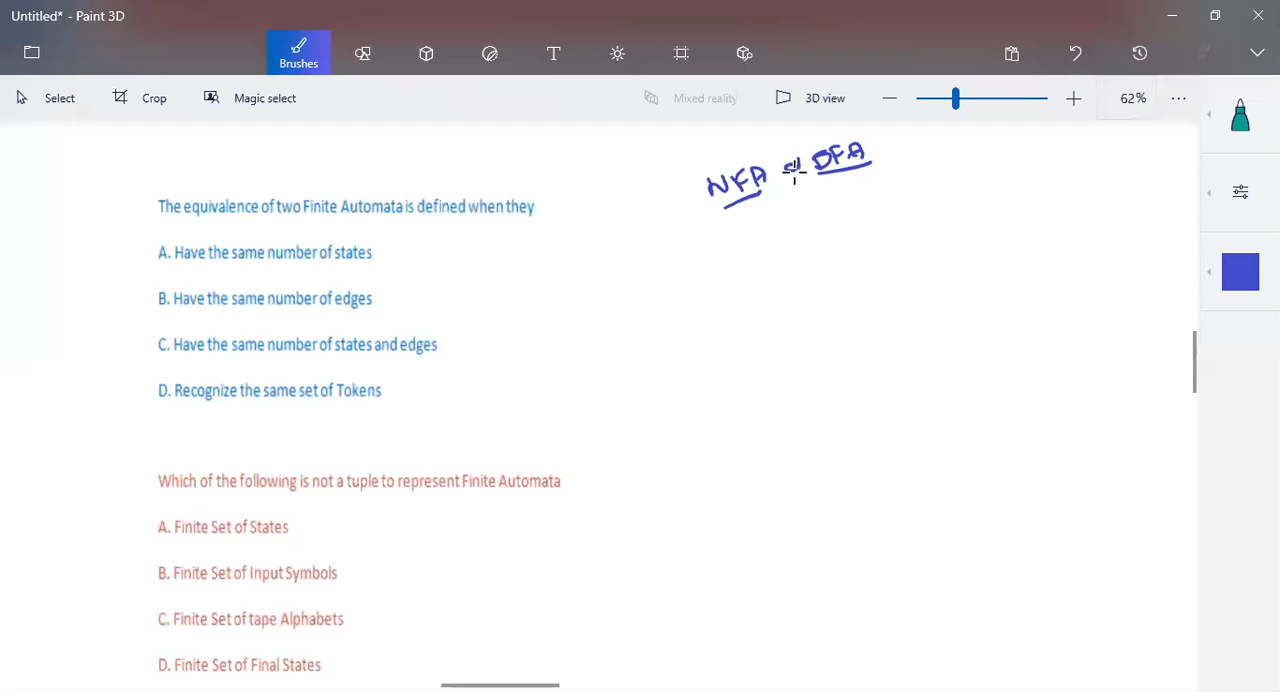 Untitled* - Paint 3D
Brushes
Select
Crop
Magic select
Mixed reality
3D view
62%
NFA DFA
The equivalence of two Finite Automata is defined when they
A. Have the same number of states
B. Have the same number of edges
C. Have the same number of states and edges
D. Recognize the same set of Tokens
Which of the following is not a tuple to represent Finite Automata
A. Finite Set of States
B. Finite Set of Input Symbols
C. Finite Set of tape Alphabets
D. Finite Set of Final States